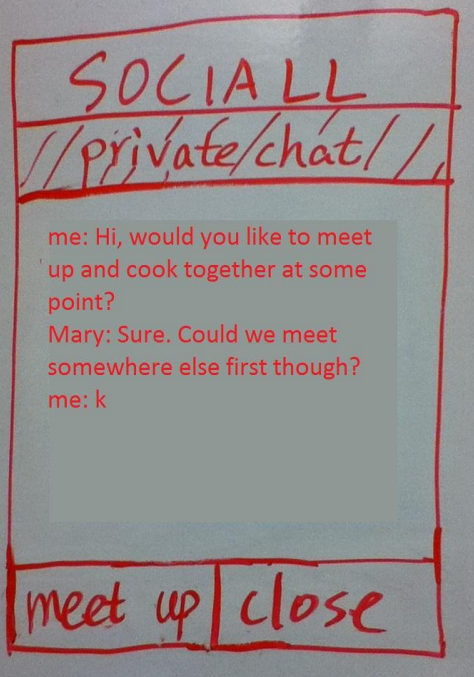 SOCIALL
//private/chat//
me: Hi, would you like to meet
up and cook together at some
point?
Mary: Sure. Could we meet
somewhere else first though?
me: k
meet up
close